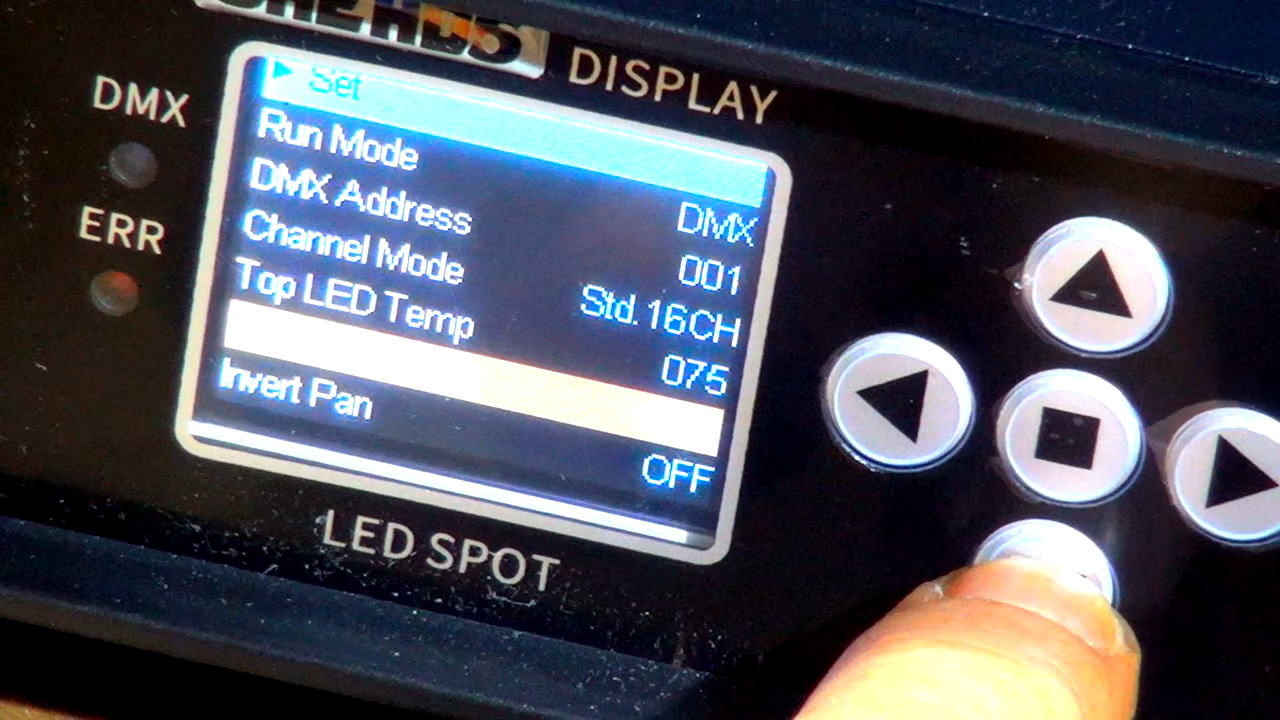 DISPLAY
DMX
ERR
Set
Run Mode DMX
DMX Address 001
Channel Mode Std.16CH
Top LED Temp 075
Invert Pan OFF
LED SPOT